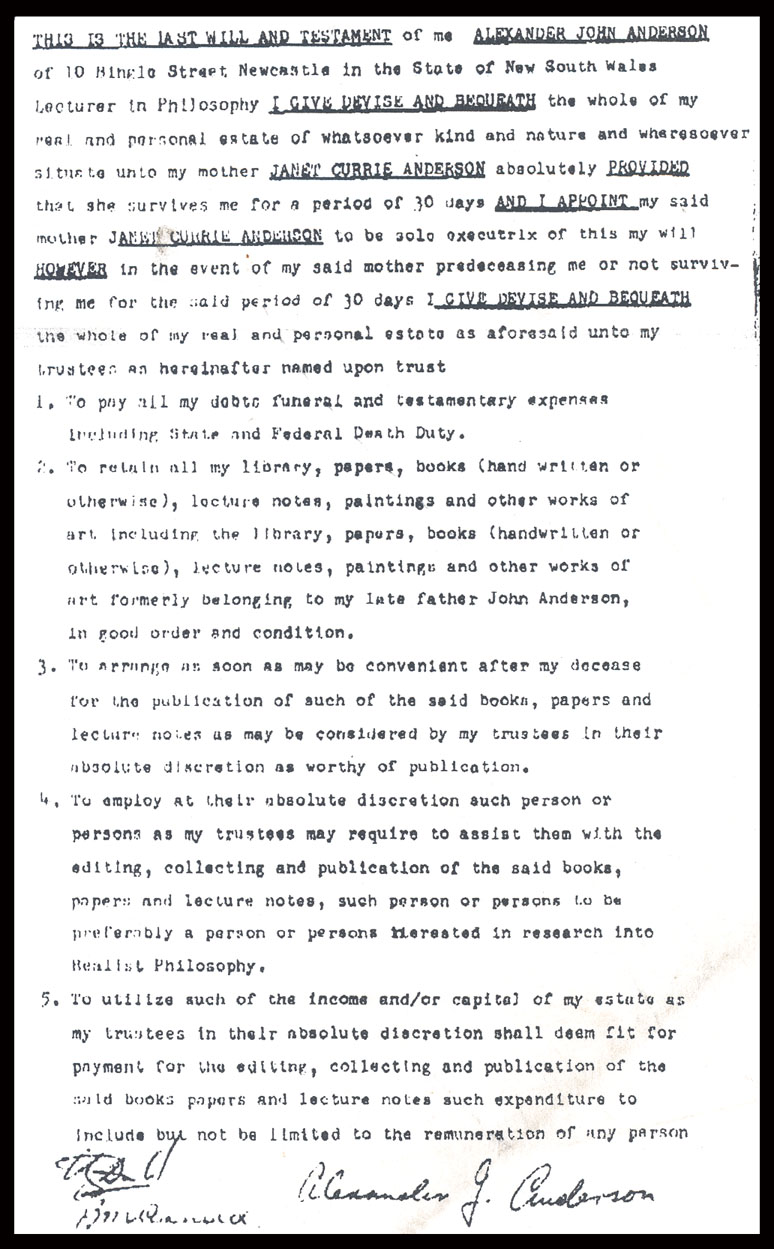 THIS IS THE LAST WILL AND TESTAMENT of me ALEXANDER JOHN ANDERSON
of 10 Street Newcastle in the State of New South Wales
Lecturer in Philosophy I GIVE DEVISE AND BEQUEATH the whole of my
real and personal estate of whatsoever kind and nature and wheresoever
situate unto my mother JANET CURRIE ANDERSON absolutely PROVIDED
that she survives me for a period of 30 days AND I APPOINT my said
mother JANET CURRIE ANDERSON to be sole executrix of this my will
HOWEVER in the event of my said mother predeceasing me or not surviv-
ing me for the said period of 30 days I GIVE DEVISE AND BEQUEATH
the whole of my real and personal estate as aforesaid unto my
trustees as hereinafter named upon trust
1. To pay all my debts funeral and testamentary expenses
including State and Federal Death Duty.
2. To retain all my library, papers, books (hand written or
otherwise), lecture notes, paintings and other works of
art including the library, papers, books (handwritten or
otherwise), lecture notes, paintings and other works of
art formerly belonging to my late father John Anderson,
in good order and condition.
3. To arrange as soon as may be convenient after my decease
for the publication of such of the said books, papers and
lecture notes as may be considered by my trustees in their
absolute discretion as worthy of publication.
4. To employ at their absolute discretion such person or
persons as my trustees may require to assist them with the
editing, collecting and publication of the said books,
papers and lecture notes, such person or persons to be
preferably a person or persons in research into
Realist Philosophy.
5. To utilize such of the income and/or capital of my estate as
my trustees in their absolute discretion shall deem fit for
payment for the editing, collecting and publication of the
said books papers and lecture notes such expenditure to
include but not be limited to the remuneration of any person
Alexander J. Anderson